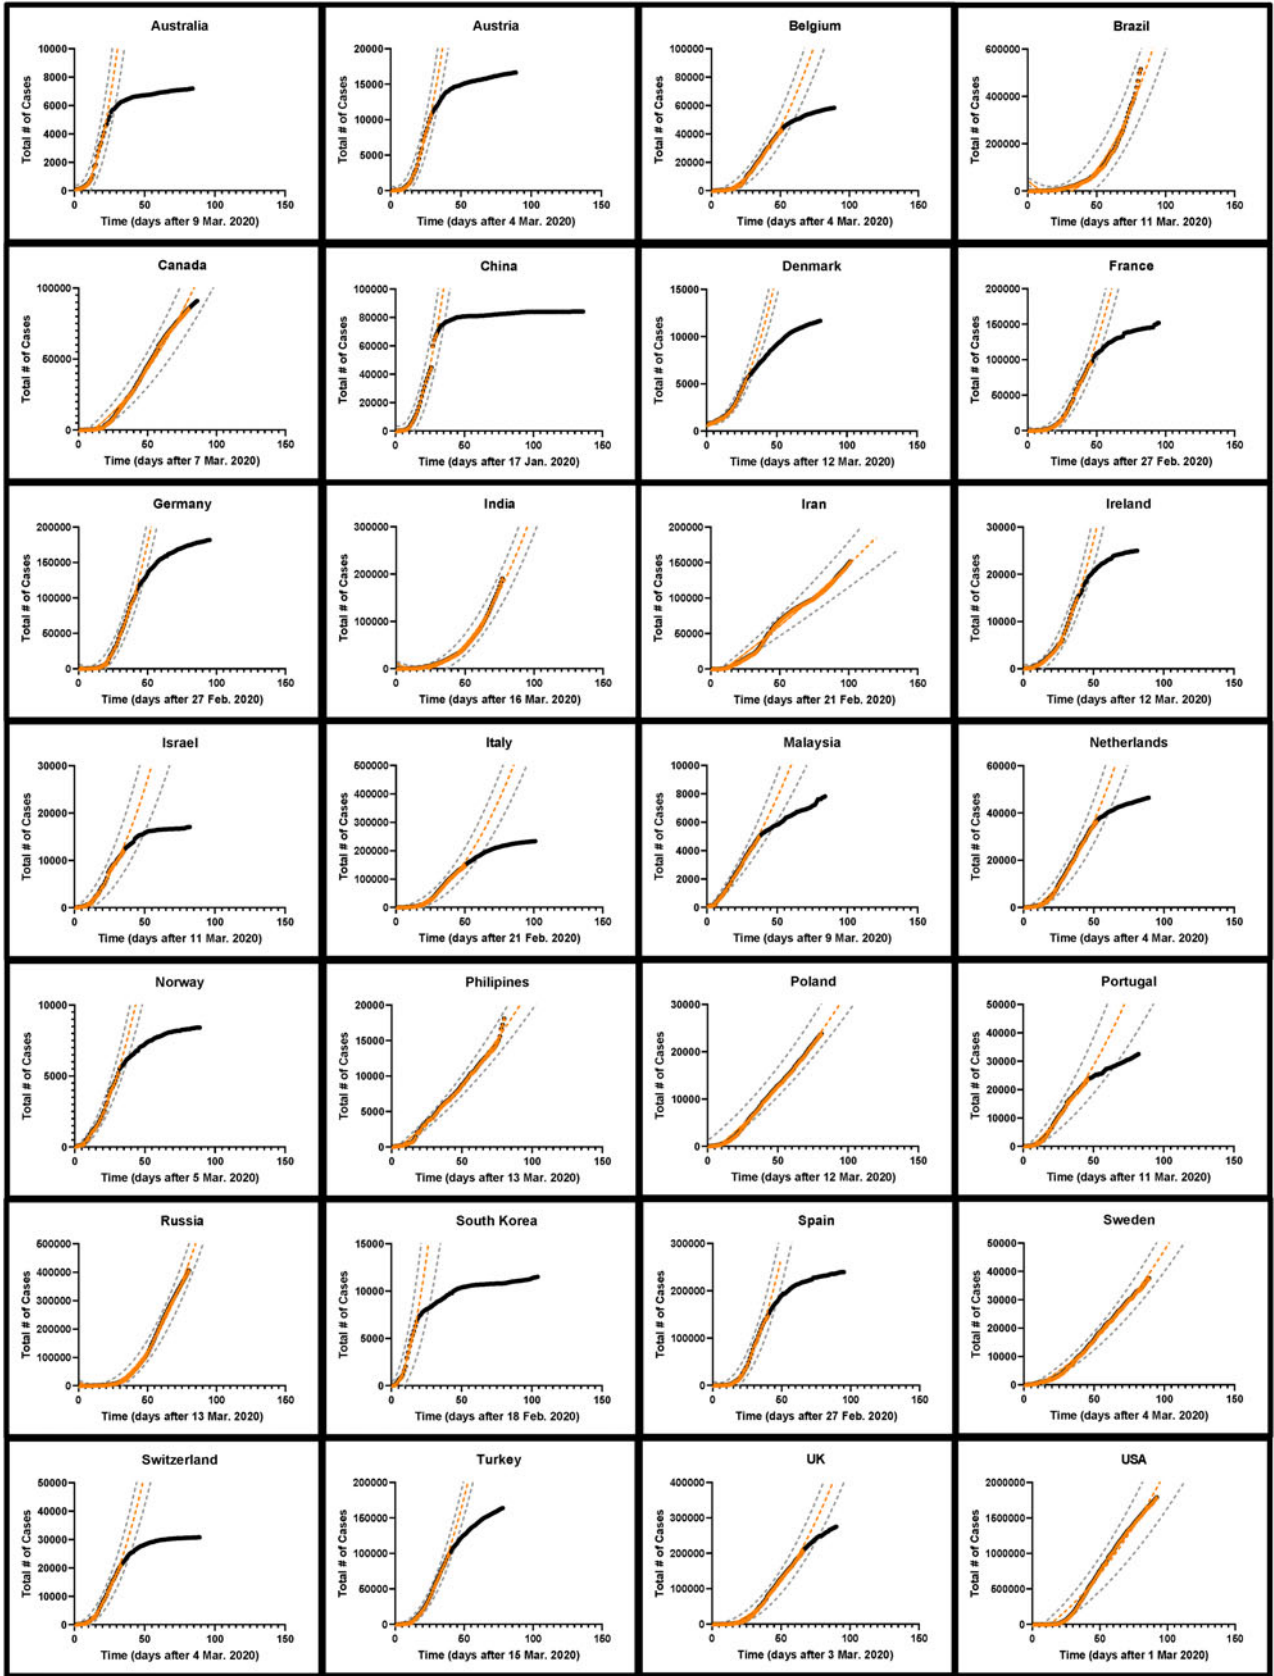 Australia
Total # of Cases
10000
8000
6000
4000
2000
0
0 50 100 150
Time (days after 9 Mar. 2020)
Austria
Total # of Cases
20000
15000
10000
5000
0
0 50 100 150
Time (days after 4 Mar. 2020)
Belgium
Total # of Cases
100000
80000
60000
40000
20000
0
0 50 100 150
Time (days after 4 Mar. 2020)
Brazil
Total # of Cases
600000
400000
200000
0
0 50 100 150
Time (days after 11 Mar. 2020)
Canada
Total # of Cases
100000
50000
0
0 50 100 150
Time (days after 7 Mar. 2020)
China
Total # of Cases
100000
80000
60000
40000
20000
0
0 50 100 150
Time (days after 17 Jan. 2020)
Denmark
Total # of Cases
15000
10000
5000
0
0 50 100 150
Time (days after 12 Mar. 2020)
France
Total # of Cases
200000
150000
100000
50000
0
0 50 100 150
Time (days after 27 Feb. 2020)
Germany
Total # of Cases
200000
150000
100000
50000
0
0 50 100 150
Time (days after 27 Feb. 2020)
India
Total # of Cases
300000
200000
100000
0
0 50 100 150
Time (days after 16 Mar. 2020)
Iran
Total # of Cases
200000
150000
100000
50000
0
0 50 100 150
Time (days after 21 Feb. 2020)
Ireland
Total # of Cases
30000
20000
10000
0
0 50 100 150
Time (days after 12 Mar. 2020)
Israel
Total # of Cases
30000
20000
10000
0
0 50 100 150
Time (days after 11 Mar. 2020)
Italy
Total # of Cases
500000
400000
300000
200000
100000
0
0 50 100 150
Time (days after 21 Feb. 2020)
Malaysia
Total # of Cases
10000
8000
6000
4000
2000
0
0 50 100 150
Time (days after 9 Mar. 2020)
Netherlands
Total # of Cases
60000
40000
20000
0
0 50 100 150
Time (days after 4 Mar. 2020)
Norway
Total # of Cases
10000
5000
0
0 50 100 150
Time (days after 5 Mar. 2020)
Philipines
Total # of Cases
20000
15000
10000
5000
0
0 50 100 150
Time (days after 13 Mar. 2020)
Poland
Total # of Cases
30000
20000
10000
0
0 50 100 150
Time (days after 12 Mar. 2020)
Portugal
Total # of Cases
50000
40000
30000
20000
10000
0
0 50 100 150
Time (days after 11 Mar. 2020)
Russia
Total # of Cases
600000
400000
300000
200000
100000
0
0 50 100 150
Time (days after 13 Mar. 2020)
South Korea
Total # of Cases
15000
10000
5000
0
0 50 100 150
Time (days after 18 Feb. 2020)
Spain
Total # of Cases
300000
200000
100000
0
0 50 100 150
Time (days after 27 Feb. 2020)
Sweden
Total # of Cases
50000
40000
30000
20000
10000
0
0 50 100 150
Time (days after 4 Mar. 2020)
Switzerland
Total # of Cases
50000
40000
30000
20000
10000
0
0 50 100 150
Time (days after 4 Mar. 2020)
Turkey
Total # of Cases
200000
150000
100000
50000
0
0 50 100 150
Time (days after 15 Mar. 2020)
UK
Total # of Cases
400000
300000
200000
100000
0
0 50 100 150
Time (days after 3 Mar. 2020)
USA
Total # of Cases
2000000
1500000
1000000
500000
0
0 50 100 150
Time (days after 1 Mar 2020)